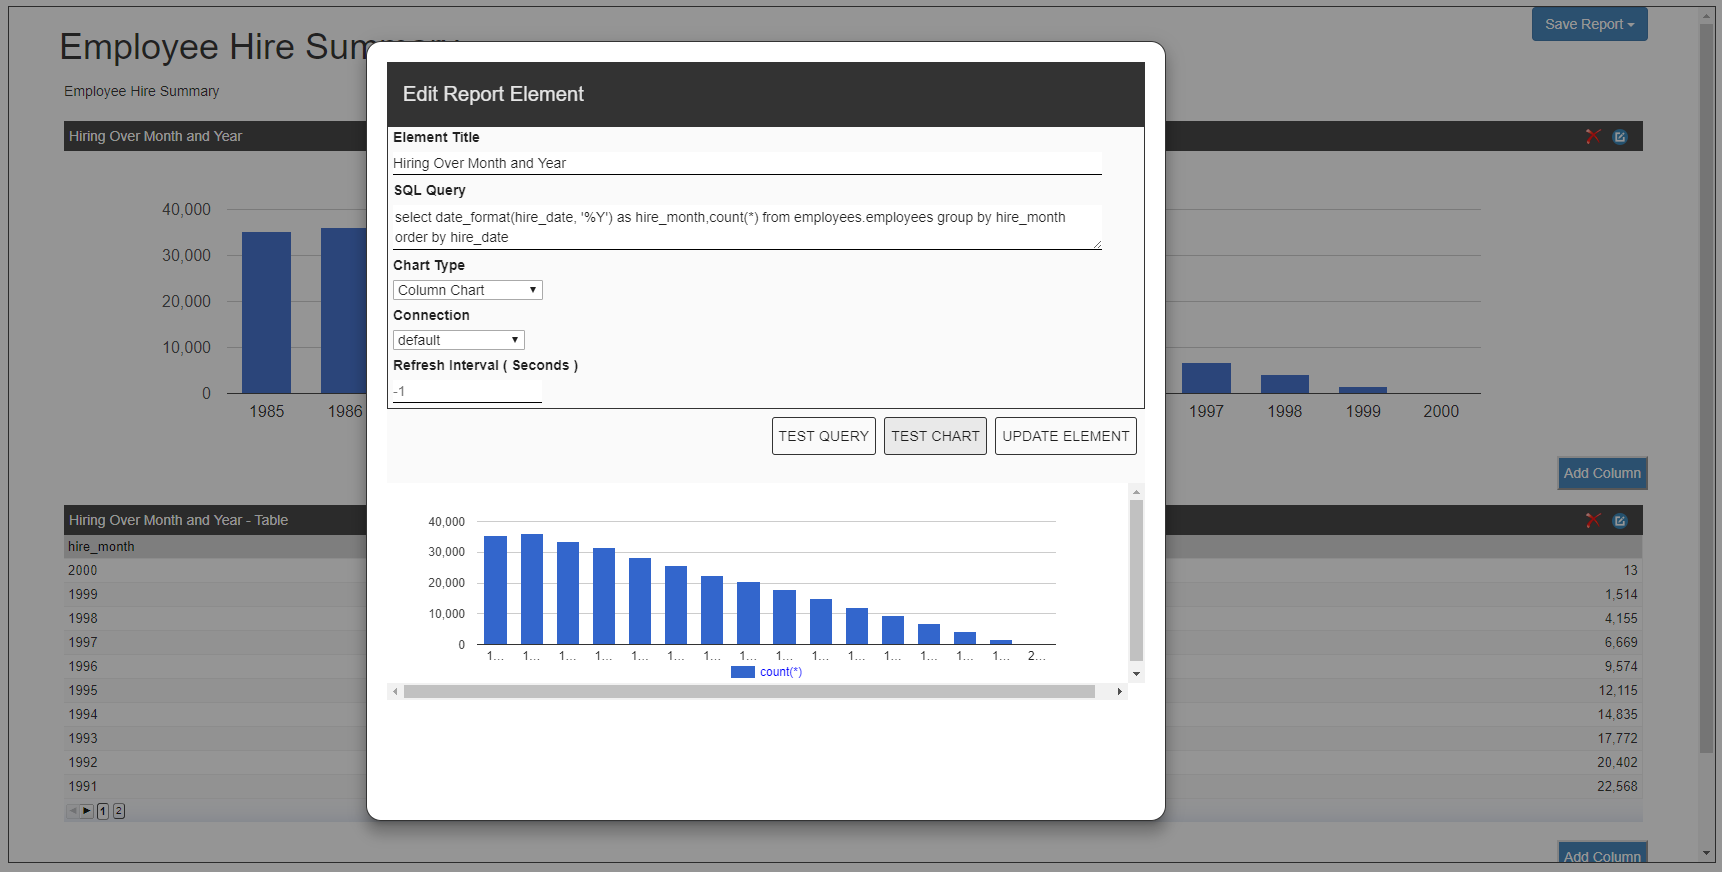 Save Report
Employee Hire Summary
Employee Hire Summary
Hiring Over Month and Year
40,000
30,000
20,000
10,000
0
1985 1986 1997 1998 1999 2000
Edit Report Element
Element Title
Hiring Over Month and Year
SQL Query
select date_format(hire_date, '%Y') as hire_month,count(*) from employees.employees group by hire_month
order by hire_date
Chart Type
Column Chart
Connection
default
Refresh Interval ( Seconds )
-1
TEST QUERY TEST CHART UPDATE ELEMENT
40,000
30,000
20,000
10,000
0
1... 1... 1... 1... 1... 1... 1... 1... 1... 1... 1... 1... 1... 1... 1... 2...
count(*)
Add Column
Hiring Over Month and Year - Table
hire_month
2000 13
1999 1,514
1998 4,155
1997 6,669
1996 9,574
1995 12,115
1994 14,835
1993 17,772
1992 20,402
1991 22,568
1 2
Add Column